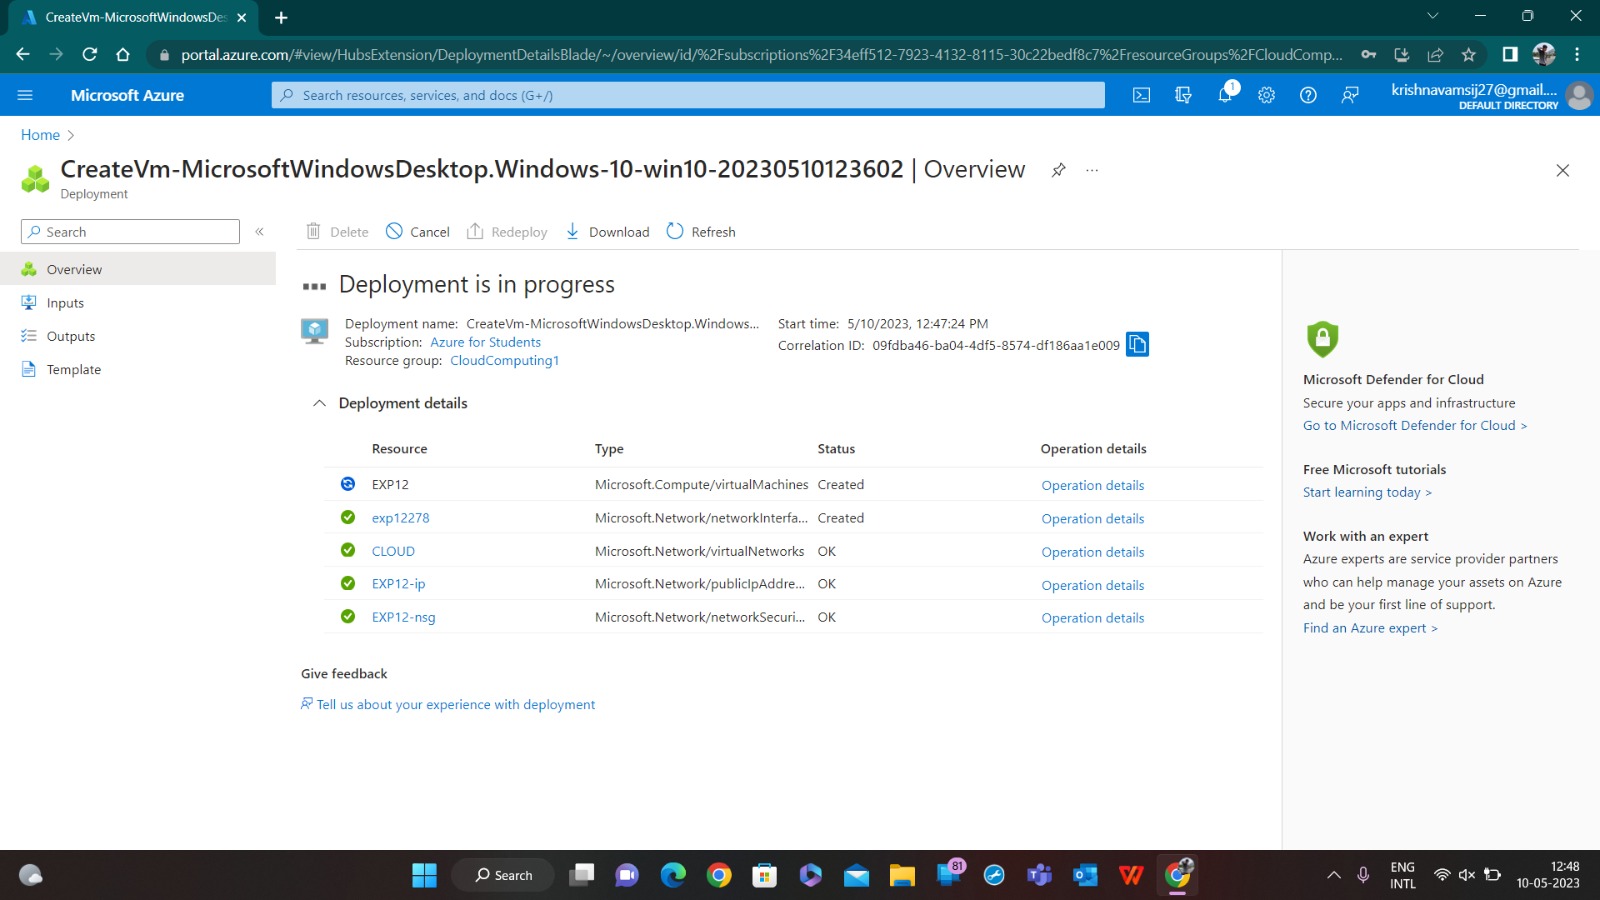 CreateVm-MicrosoftWindowsDes
portal.azure.com/#view/HubsExtension/DeploymentDetailsBlade/~/overview/id/%2Fsubscriptions%2F34eff512-7923-4132-8115-30c22bedf8c7%2FresourceGroups%2FCloudComp...
Microsoft Azure
Search resources, services, and docs (G+/)
1
krishnavamsij27@gmail....
DEFAULT DIRECTORY
Home >
CreateVm-MicrosoftWindowsDesktop.Windows-10-win10-20230510123602 | Overview
Deployment
Search
Delete Cancel Redeploy Download Refresh
Overview
Inputs
Outputs
Template
Deployment is in progress
Deployment name: CreateVm-MicrosoftWindowsDesktop.Windows...
Subscription: Azure for Students
Resource group: CloudComputing1
Start time: 5/10/2023, 12:47:24 PM
Correlation ID: 09fdba46-ba04-4df5-8574-df186aa1e009
Deployment details
Resource Type Status Operation details
EXP12 Microsoft.Compute/virtualMachines Created Operation details
exp12278 Microsoft.Network/networkInterfa... Created Operation details
CLOUD Microsoft.Network/virtualNetworks OK Operation details
EXP12-ip Microsoft.Network/publicIpAddre... OK Operation details
EXP12-nsg Microsoft.Network/networkSecuri... OK Operation details
Give feedback
Tell us about your experience with deployment
Microsoft Defender for Cloud
Secure your apps and infrastructure
Go to Microsoft Defender for Cloud >
Free Microsoft tutorials
Start learning today >
Work with an expert
Azure experts are service provider partners
who can help manage your assets on Azure
and be your first line of support.
Find an Azure expert >
Search
81
ENG
INTL
12:48
10-05-2023